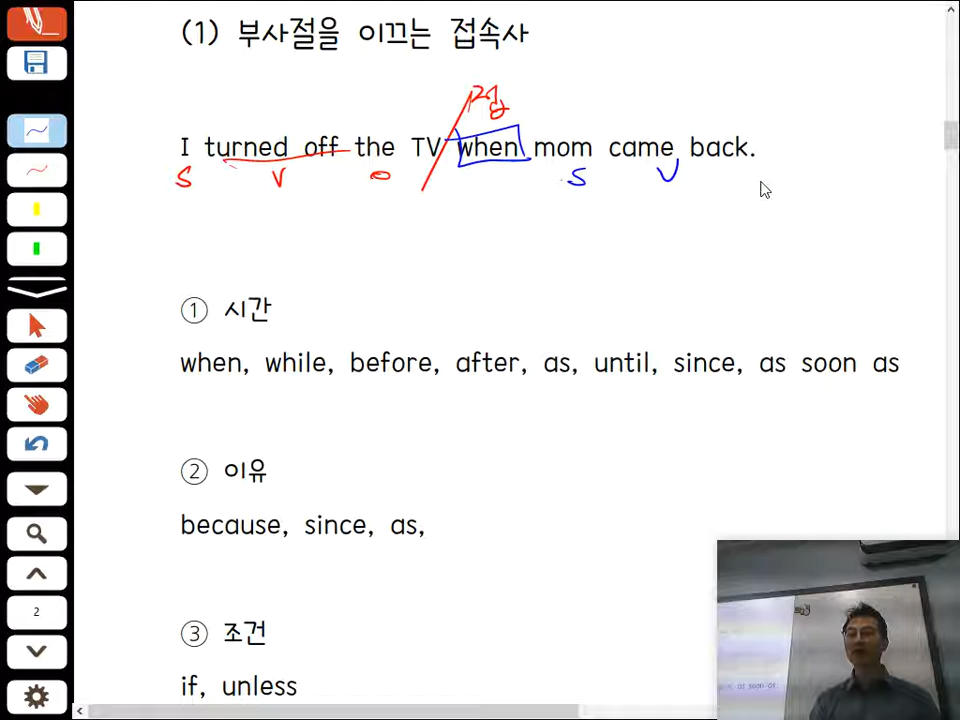 (1) 부사절을 이끄는 접속사
I turned off the TV when mom came back.
S V O S V
① 시간
when, while, before, after, as, until, since, as soon as
② 이유
because, since, as,
③ 조건
if, unless
2